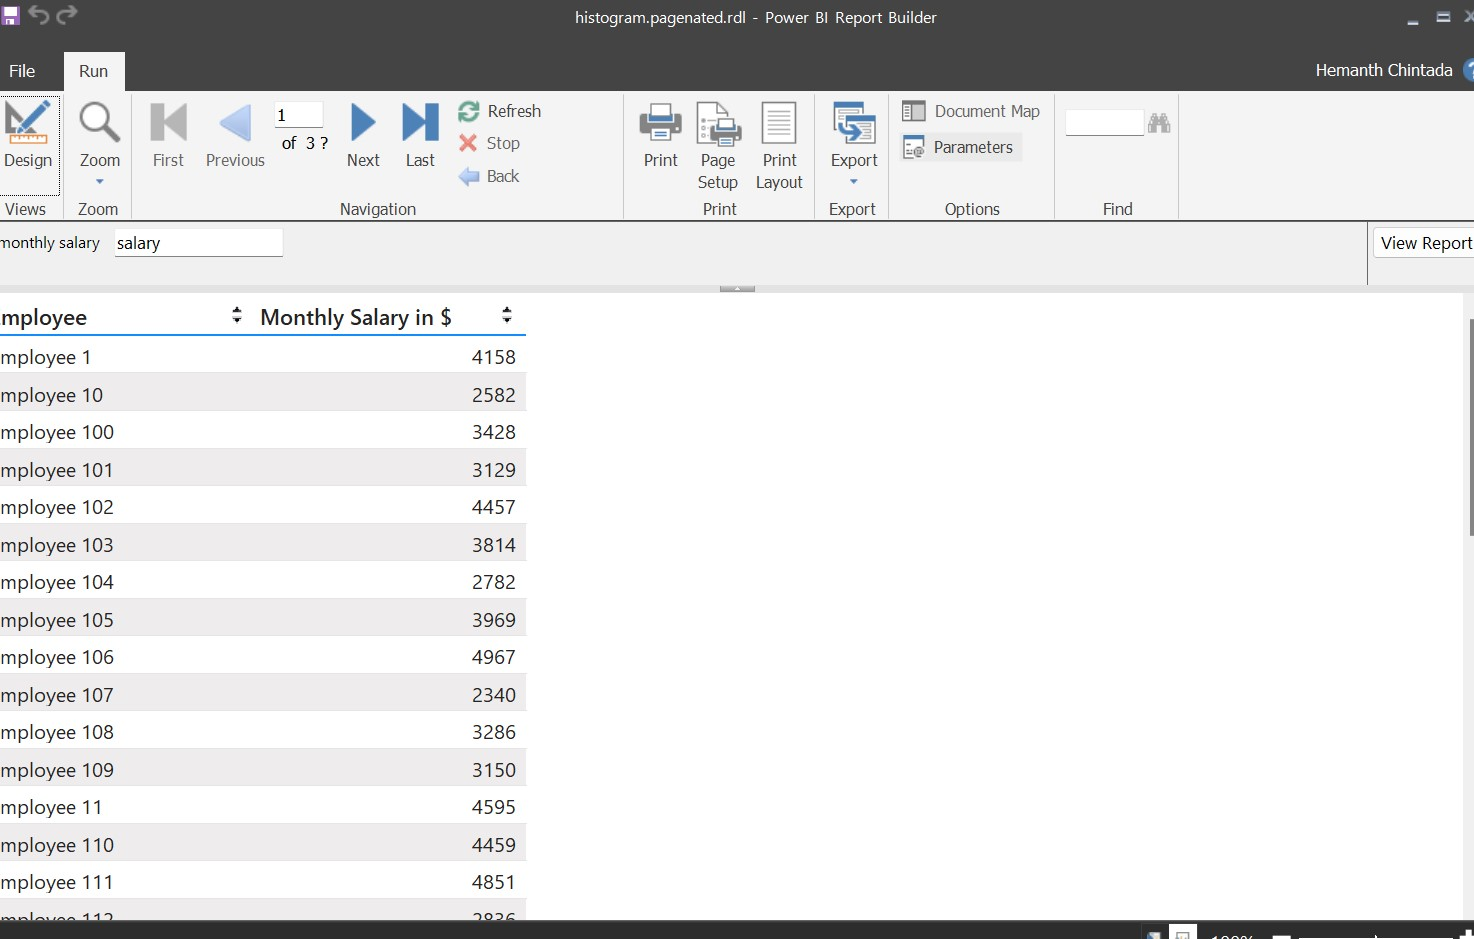 histogram.pagenated.rdl - Power BI Report Builder
File Run Hemanth Chintada ?
Design Zoom First Previous 1 of 3 ? Next Last Refresh Stop Back Print Page Setup Print Layout Export Document Map Parameters
Views Zoom Navigation Print Export Options Find
monthly salary salary View Report
mployee Monthly Salary in $
mployee 1 4158
mployee 10 2582
mployee 100 3428
mployee 101 3129
mployee 102 4457
mployee 103 3814
mployee 104 2782
mployee 105 3969
mployee 106 4967
mployee 107 2340
mployee 108 3286
mployee 109 3150
mployee 11 4595
mployee 110 4459
mployee 111 4851
mployee 112 2836
100%